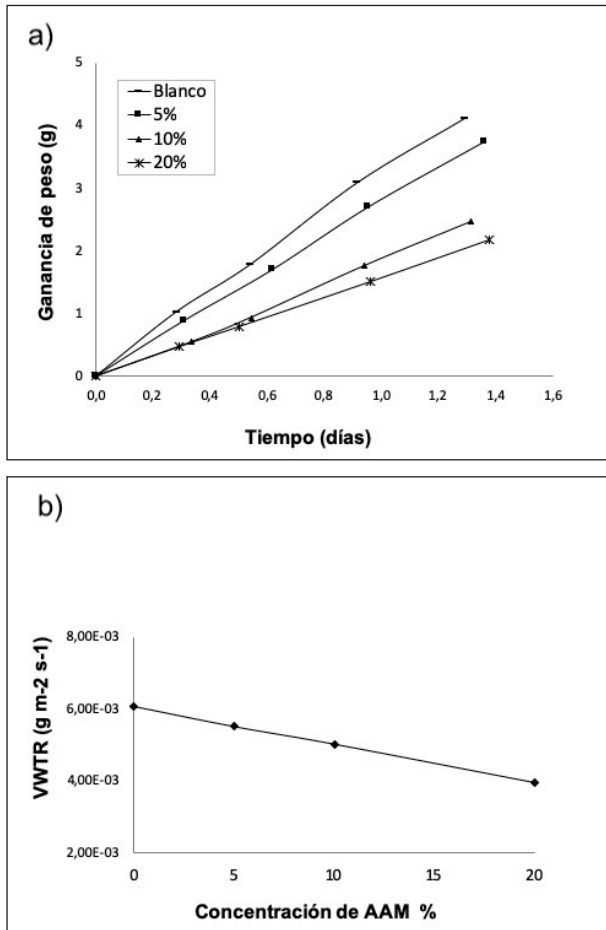 a)
5
4
3
2
1
0
Ganancia de peso (g)
Blanco
5%
10%
20%
0,0 0,2 0,4 0,6 0,8 1,0 1,2 1,4 1,6
Tiempo (días)
b)
8,00E-03
6,00E-03
4,00E-03
2,00E-03
VWTR (g m-2 s-1)
0 5 10 15 20
Concentración de AAM %